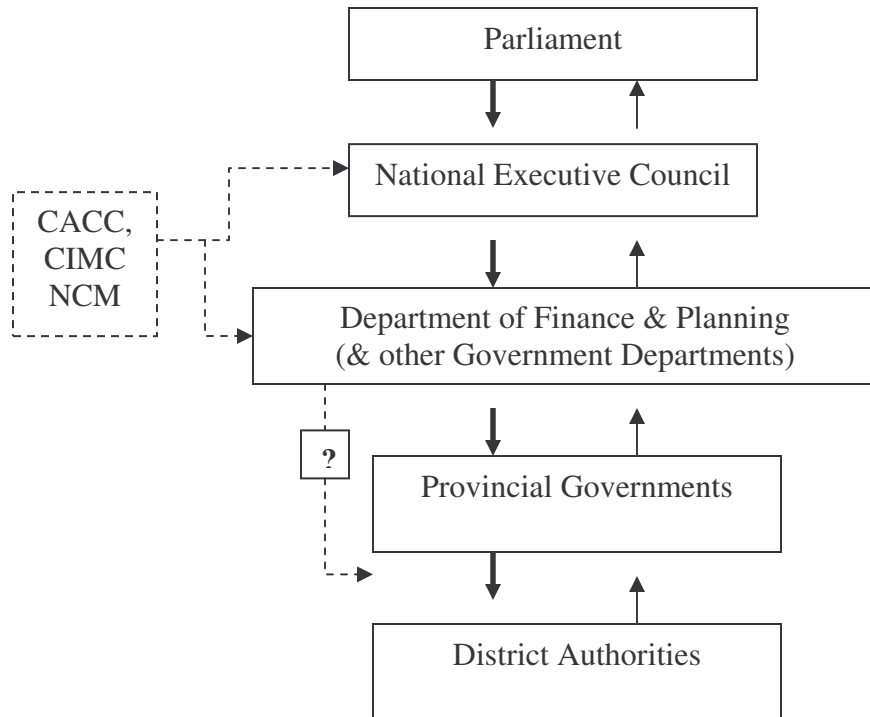 Parliament
National Executive Council
CACC,
CIMC
NCM
Department of Finance & Planning
(& other Government Departments)
?
Provincial Governments
District Authorities